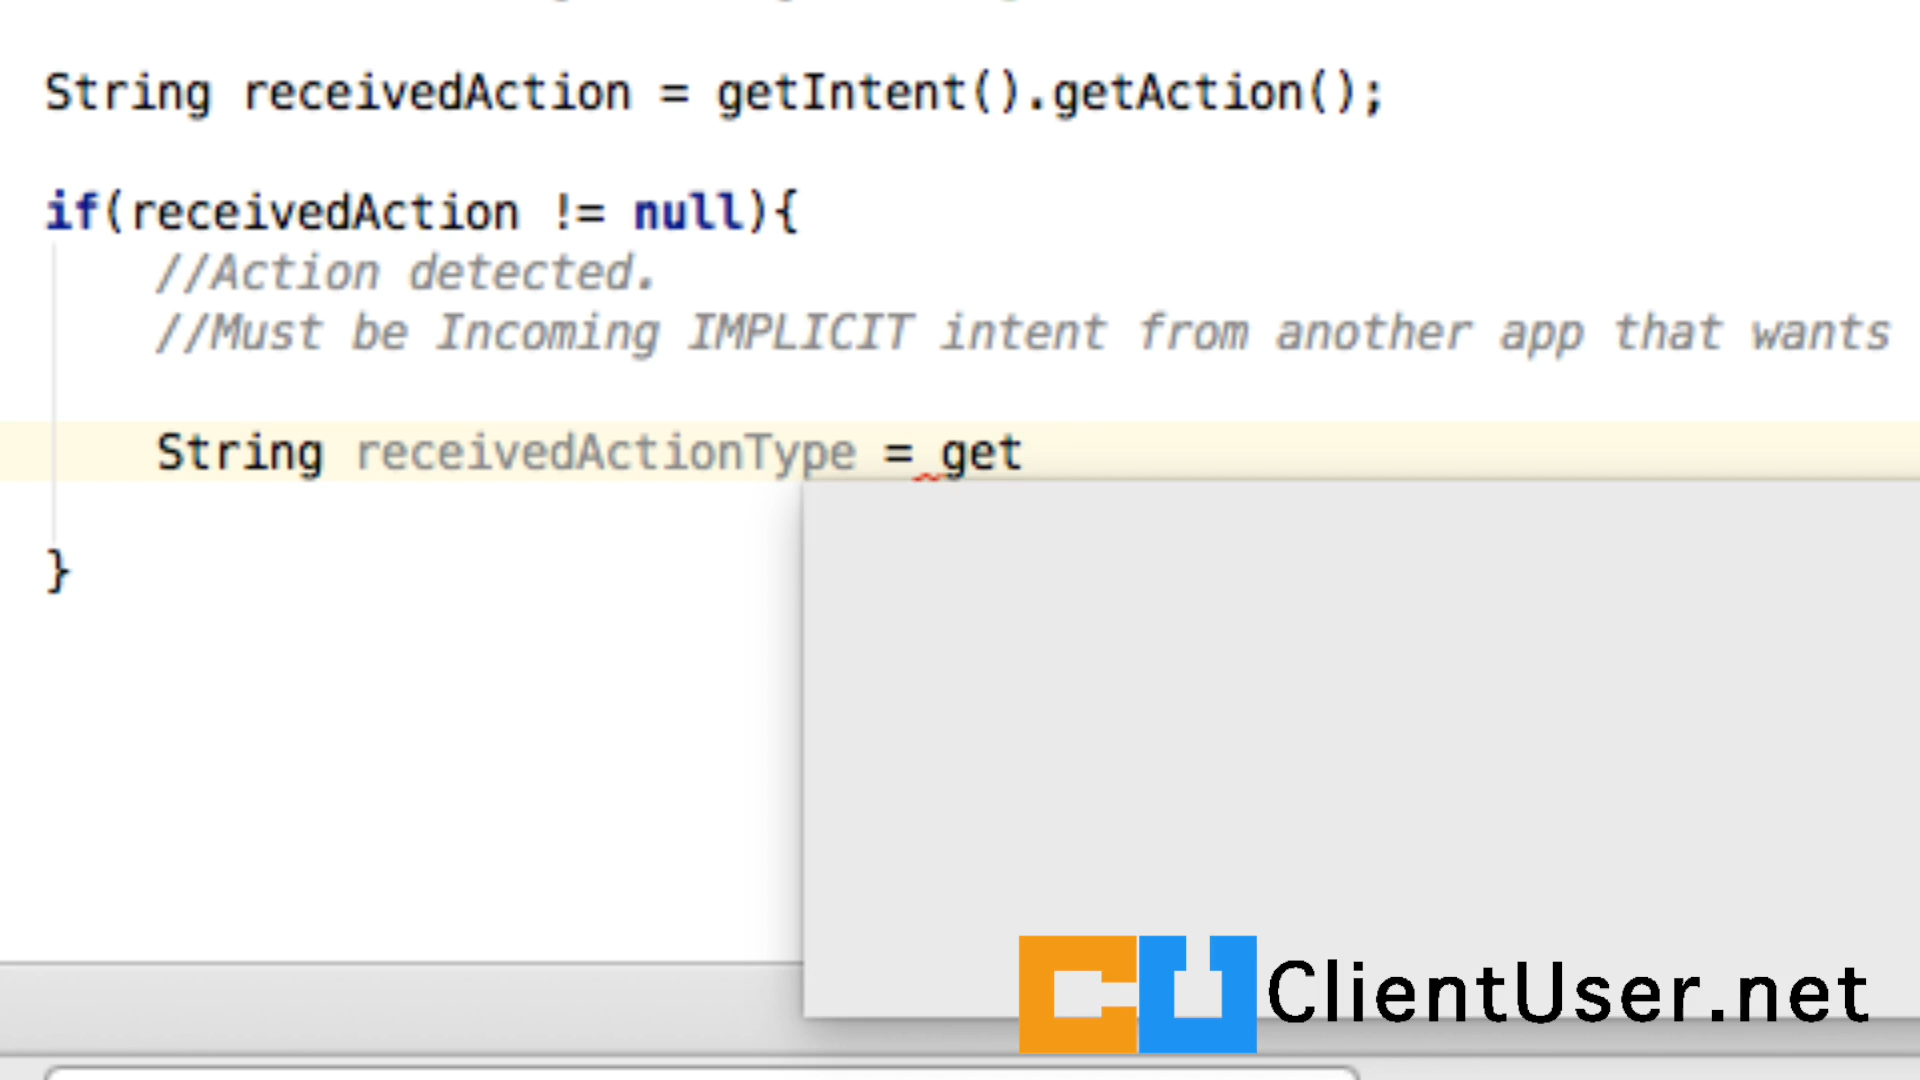 String receivedAction = getIntent().getAction();
if(receivedAction != null){
//Action detected.
//Must be Incoming IMPLICIT intent from another app that wants
String receivedActionType = get
}
CU ClientUser.net